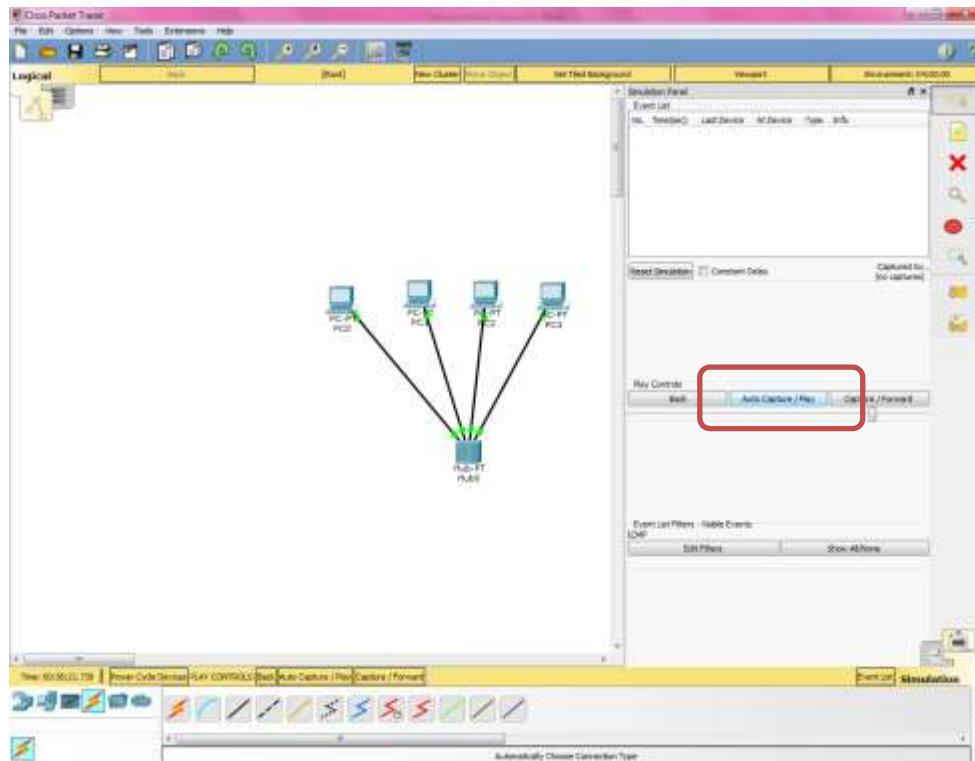 Cisco Packet Tracer
File Edit Options View Tools Extensions Help
Logical Back [Root] New Cluster Move Object Set Tiled Background Viewport
Simulation Panel
Event List
Vis. Time(sec) Last Device At Device Type Info
Reset Simulation Constant Delay
Captured to:
(no captures)
PC-PT
PC0
PC-PT
PC-PT
PC2
PC-PT
PC3
Play Controls
Back Auto Capture / Play Capture / Forward
Hub-PT
Hub0
Event List Filters - Visible Events
ICMP
Edit Filters Show All/None
Power Cycle Devices PLAY CONTROLS: Back Auto Capture / Play Capture / Forward Event List Simulation
Automatically Choose Connection Type